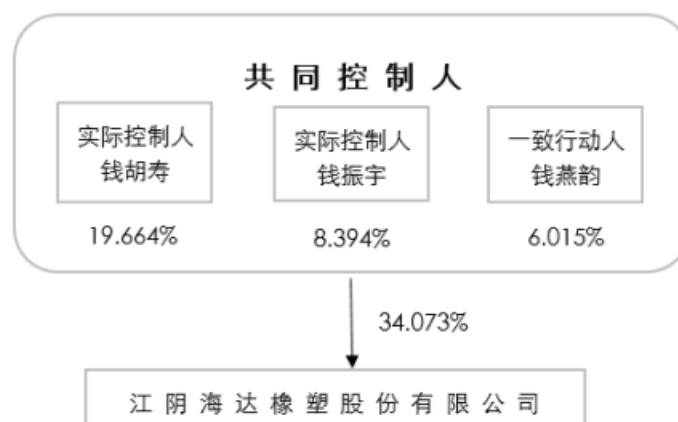 共同控制人
实际控制人
钱胡寿
实际控制人
钱振宇
一致行动人
钱燕韵
19.664%
8.394%
6.015%
34.073%
江阴海达橡塑股份有限公司